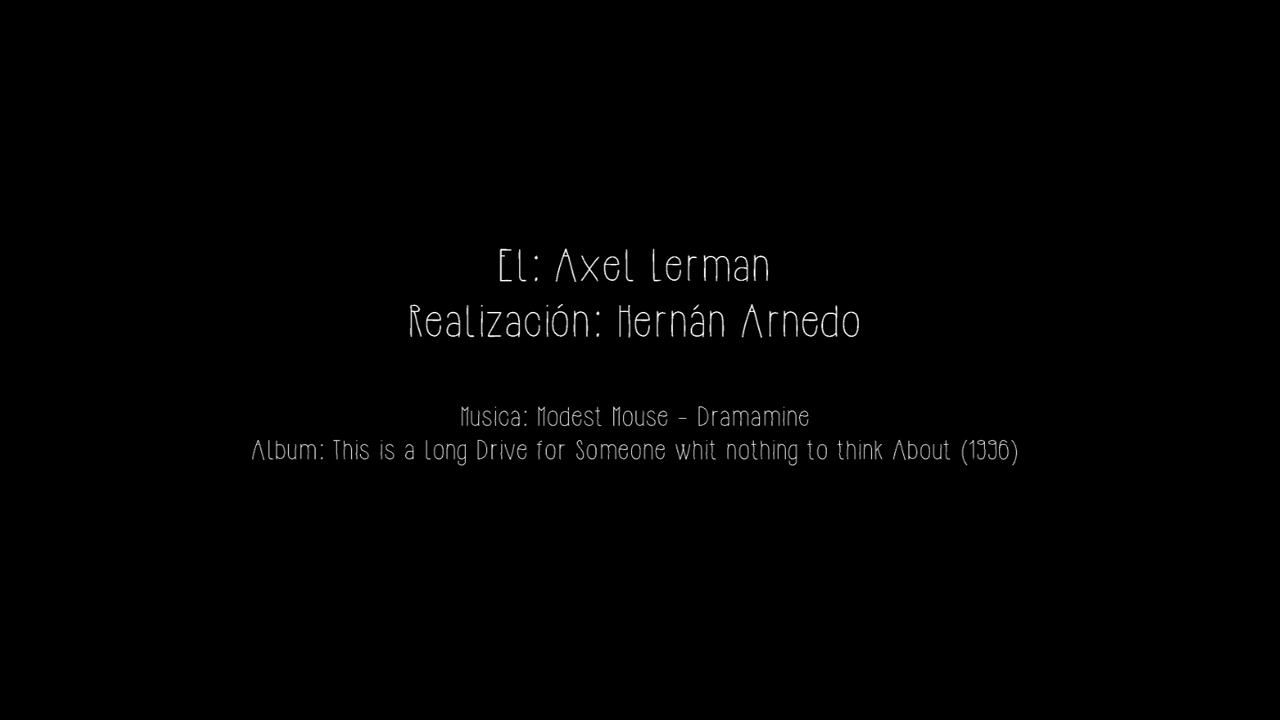 El: Axel Lerman
Realización: Hernán Arnedo
Musica: Modest Mouse - Dramamine
Album: This is a Long Drive for Someone whit nothing to think About (1996)